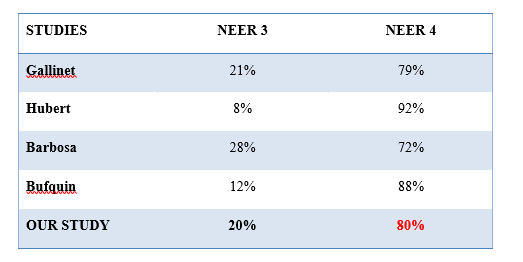 STUDIES NEER 3 NEER 4
Gallinet 21% 79%
Hubert 8% 92%
Barbosa 28% 72%
Bufquin 12% 88%
OUR STUDY 20% 80%